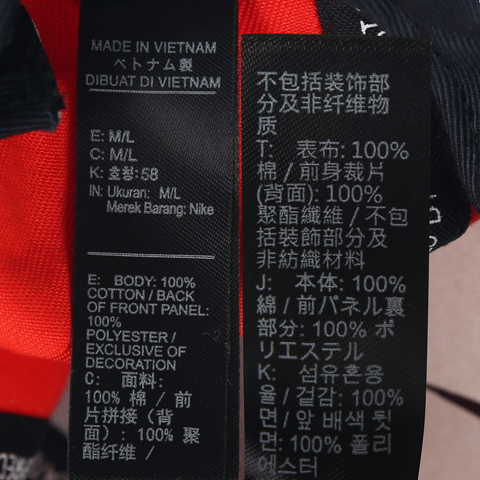 MADE IN VIETNAM
ベトナム製
DIBUAT DI VIETNAM
E: M/L
C: M/L
K: 호칭: 58
IN: Ukuran: M/L
Merek Barang: Nike
E: BODY: 100%
COTTON / BACK
OF FRONT PANEL:
100%
POLYESTER /
EXCLUSIVE OF
DECORATION
C: 面料:
100% 棉 / 前
片拼接（背
面）: 100% 聚
酯纤维 /
不包括装饰部
分及非纤维物
质
T: 表布: 100%
棉 / 前身裁片
(背面): 100%
聚酯纖維 / 不包
括裝飾部分及
非紡織材料
J: 本体: 100%
綿 / 前パネル裏
部分: 100% ポ
リエステル
K: 섬유혼용
율 / 겉감: 100%
면 / 앞 배색 뒷
면: 100% 폴리
에스터